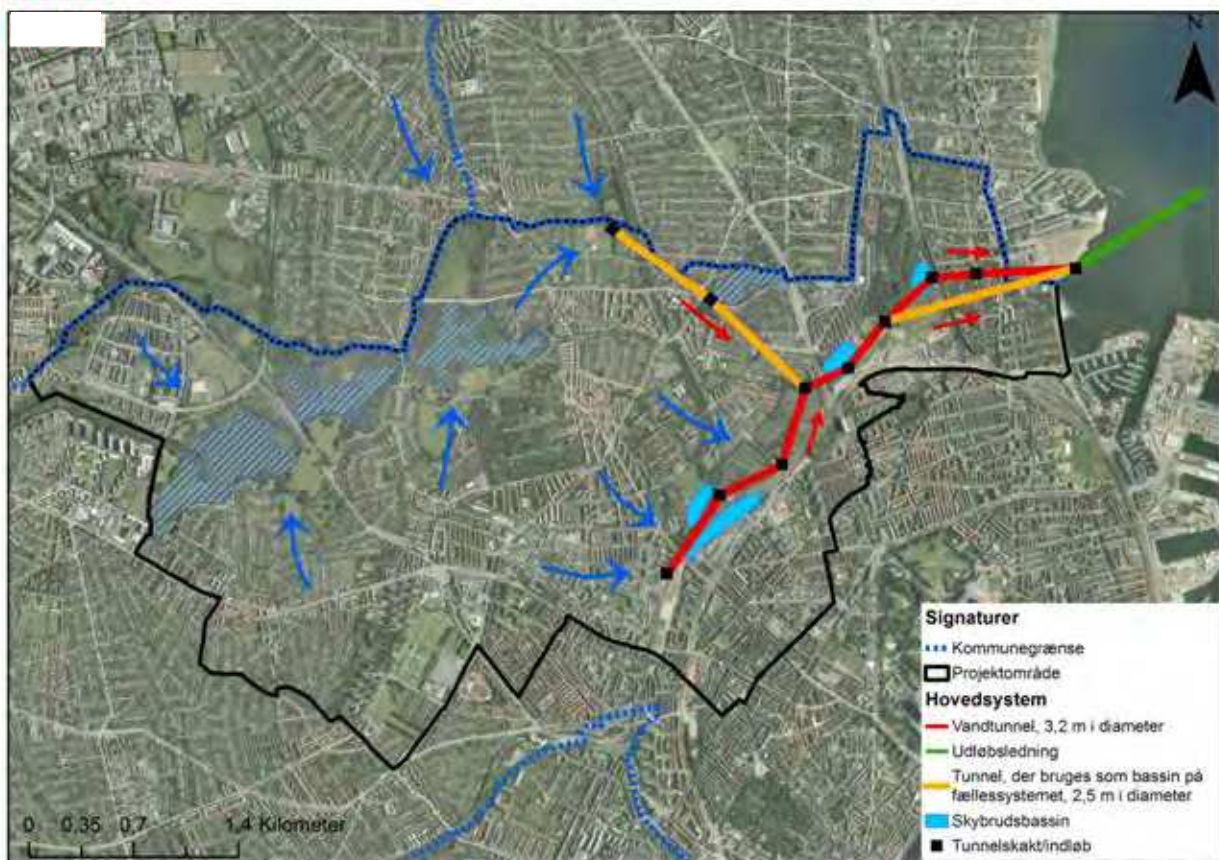 N
Signaturer
Kommunegrænse
Projektområde
Hovedsystem
Vandtunnel, 3,2 m i diameter
Udløbsledning
Tunnel, der bruges som bassin på
fællessystemet, 2,5 m i diameter
Skybrudsbassin
Tunnelskakt/indløb
0 0,35 0,7 1,4 Kilometer